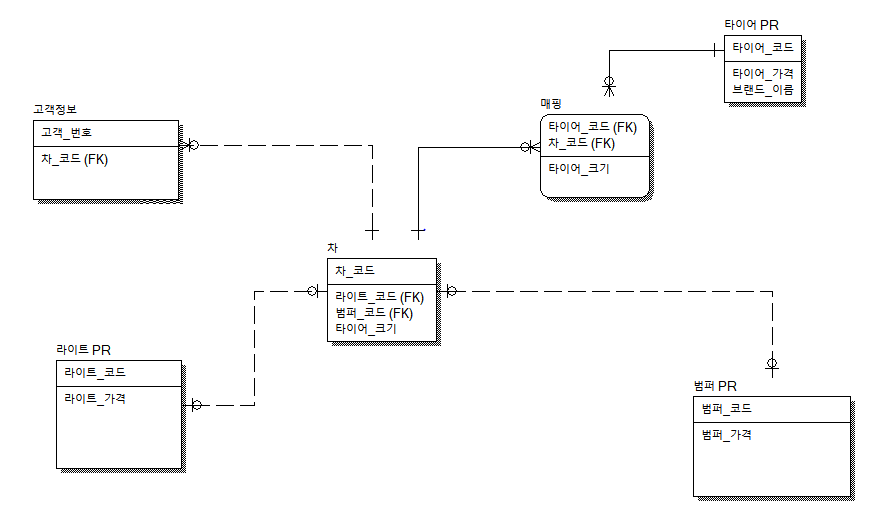 타이어 PR
타이어_코드
타이어_가격
브랜드_이름
매핑
타이어_코드 (FK)
차_코드 (FK)
타이어_크기
고객정보
고객_번호
차_코드 (FK)
차
차_코드
라이트_코드 (FK)
범퍼_코드 (FK)
타이어_크기
라이트 PR
라이트_코드
라이트_가격
범퍼 PR
범퍼_코드
범퍼_가격